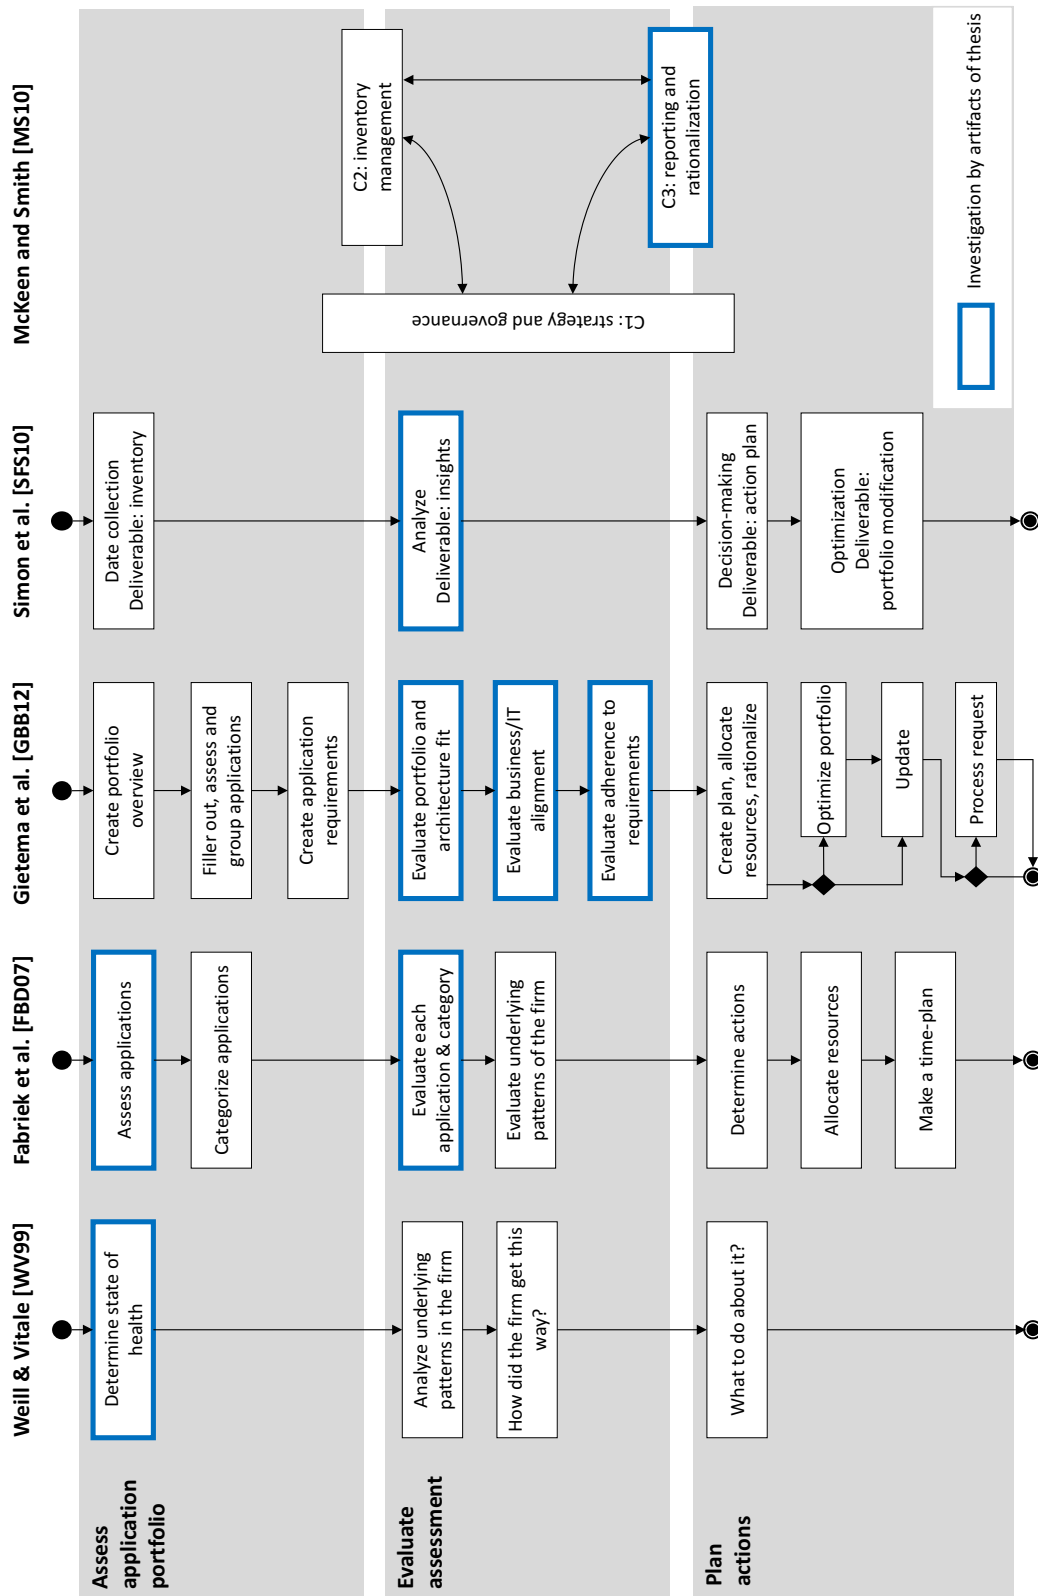 Weill & Vitale [WV99]
Fabriek et al. [FBD07]
Gietema et al. [GBB12]
Simon et al. [SFS10]
McKeen and Smith [MS10]
Assess
application
portfolio
Determine state of
health
Assess applications
Categorize applications
Create portfolio
overview
Filler out, assess and
group applications
Create application
requirements
Date collection
Deliverable: inventory
C2: inventory
management
C1: strategy and governance
Evaluate
assessment
Analyze underlying
patterns in the firm
How did the firm get this
way?
Evaluate each
application & category
Evaluate underlying
patterns of the firm
Evaluate portfolio and
architecture fit
Evaluate business/IT
alignment
Evaluate adherence to
requirements
Analyze
Deliverable: insights
C3: reporting and
rationalization
Plan
actions
What to do about it?
Determine actions
Allocate resources
Make a time-plan
Create plan, allocate
resources, rationalize
Optimize portfolio
Update
Process request
Decision-making
Deliverable: action plan
Optimization
Deliverable:
portfolio modification
Investigation by artifacts of thesis